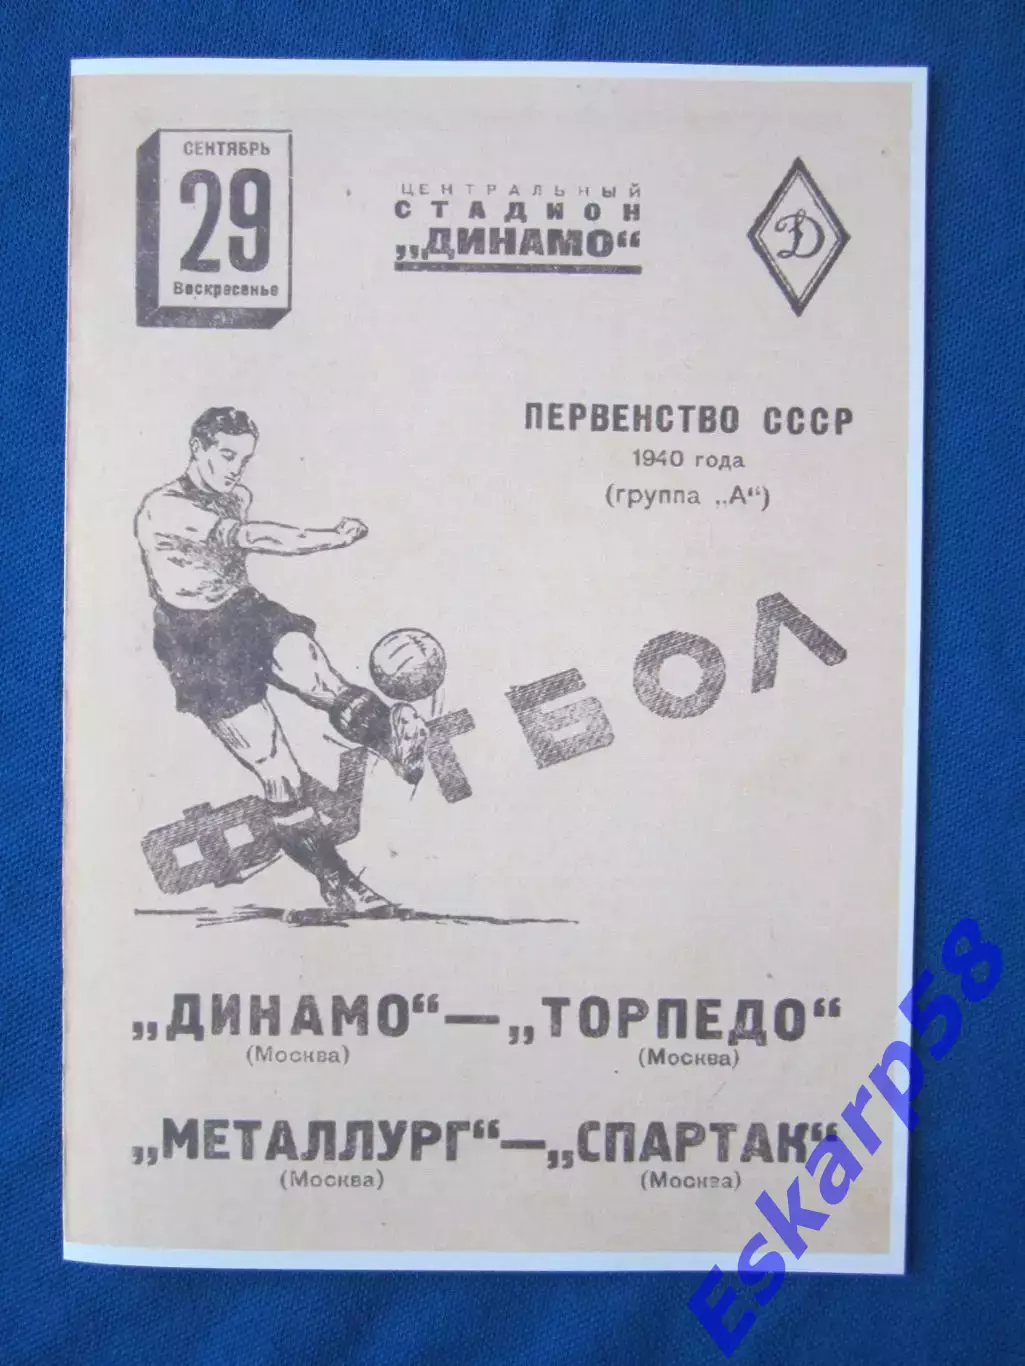 СЕНТЯБРЬ
29
Воскресенье
ЦЕНТРАЛЬНЫЙ
СТАДИОН
„ДИНАМО“
Д
ПЕРВЕНСТВО СССР
1940 года
(группа „А“)
ФУТБОЛ
„ДИНАМО“—„ТОРПЕДО“
(Москва) (Москва)
„МЕТАЛЛУРГ“—„СПАРТАК“
(Москва) (Москва)
Eskarp58